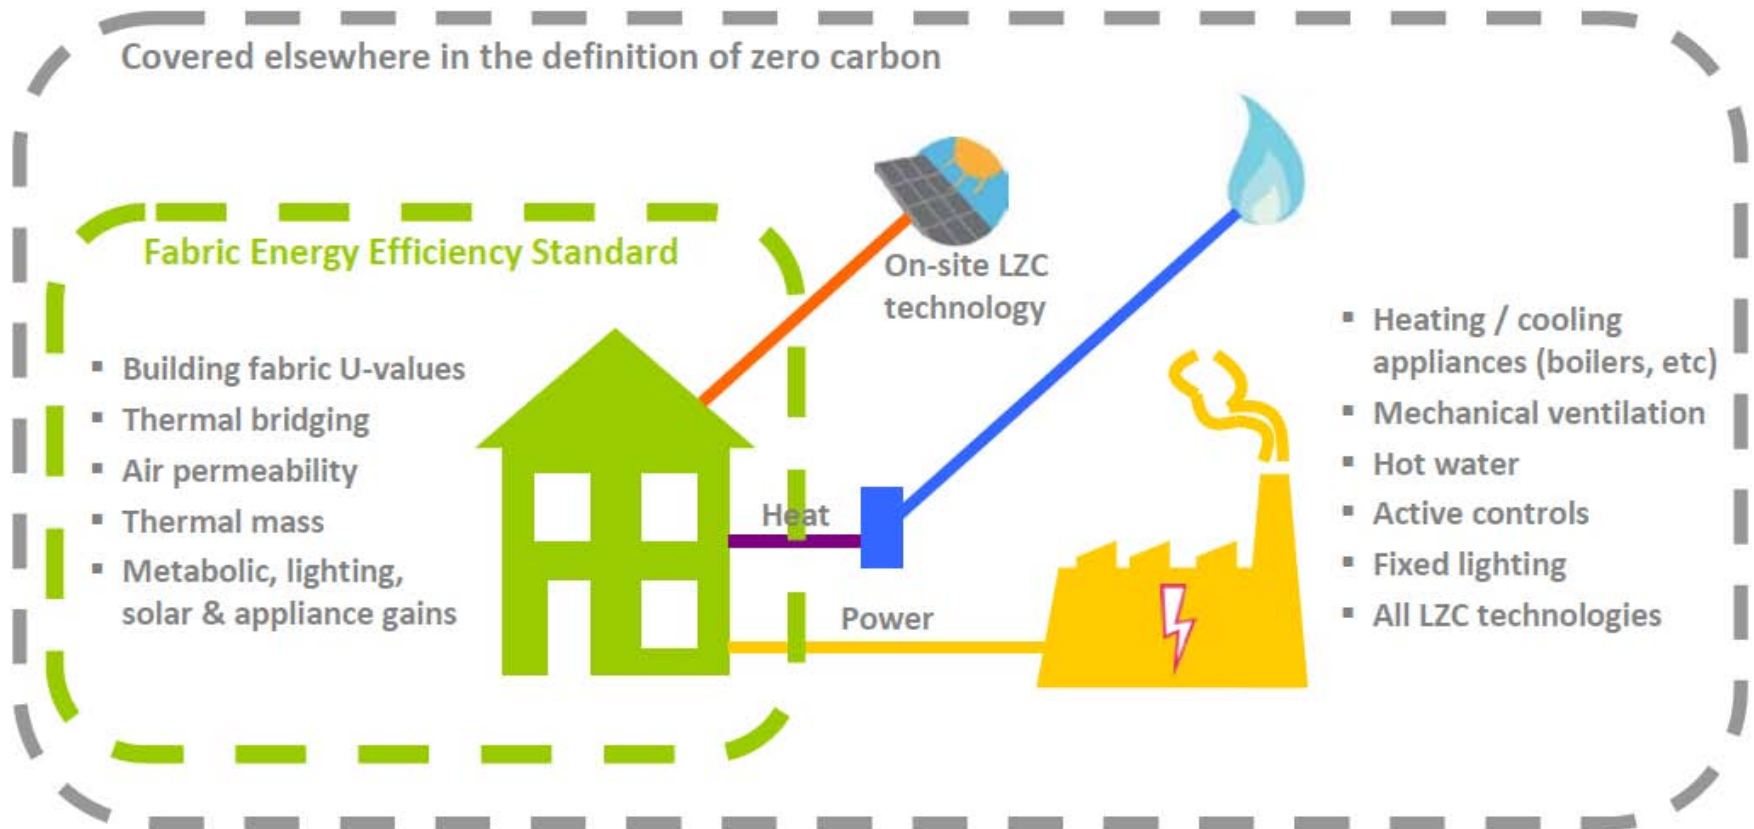 Covered elsewhere in the definition of zero carbon
Fabric Energy Efficiency Standard
▪ Building fabric U-values
▪ Thermal bridging
▪ Air permeability
▪ Thermal mass
▪ Metabolic, lighting,
solar & appliance gains
On-site LZC
technology
Heat
Power
▪ Heating / cooling
appliances (boilers, etc)
▪ Mechanical ventilation
▪ Hot water
▪ Active controls
▪ Fixed lighting
▪ All LZC technologies